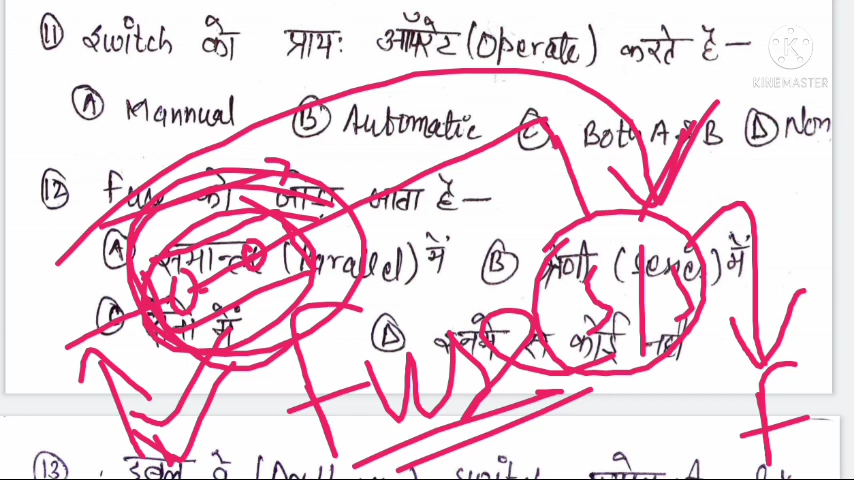 ⑪ Switch को प्रायः ऑपरेट (Operate) करते है —
KINEMASTER
Ⓐ Mannual Ⓑ Automatic Ⓒ Both A & B Ⓓ Non
⑫ fuse को जोड़ा जाता है —
Ⓐ समान्तर (Parallel) में Ⓑ श्रेणी (Series) में
Ⓒ दोनों में Ⓓ इनमें से कोई नहीं
fuse
⑬